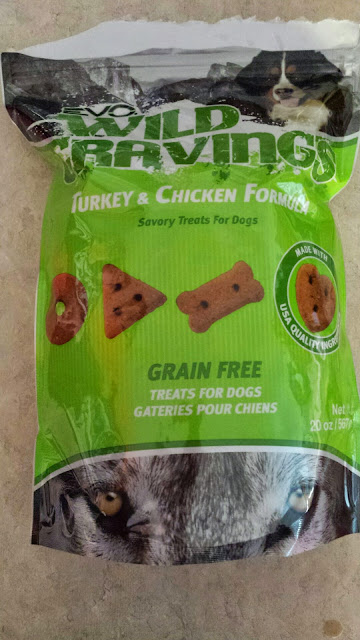 EVO
WILD
CRAVINGS
TURKEY & CHICKEN FORMULA
Savory Treats For Dogs
MADE WITH
USA QUALITY
GRAIN FREE
TREATS FOR DOGS
GATERIES POUR CHIENS
Net
20 oz